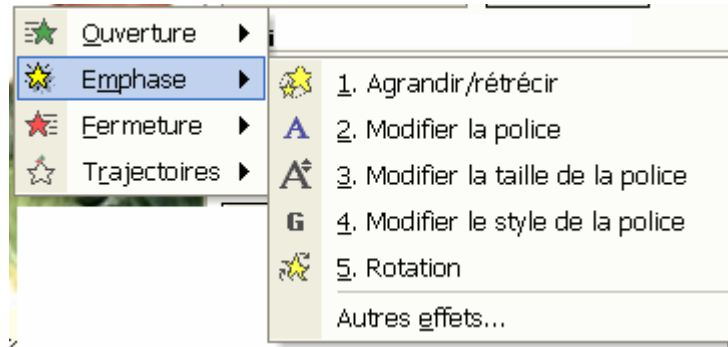 Ouverture
Emphase
Fermeture
Trajectoires
1. Agrandir/rétrécir
2. Modifier la police
3. Modifier la taille de la police
4. Modifier le style de la police
5. Rotation
Autres effets...